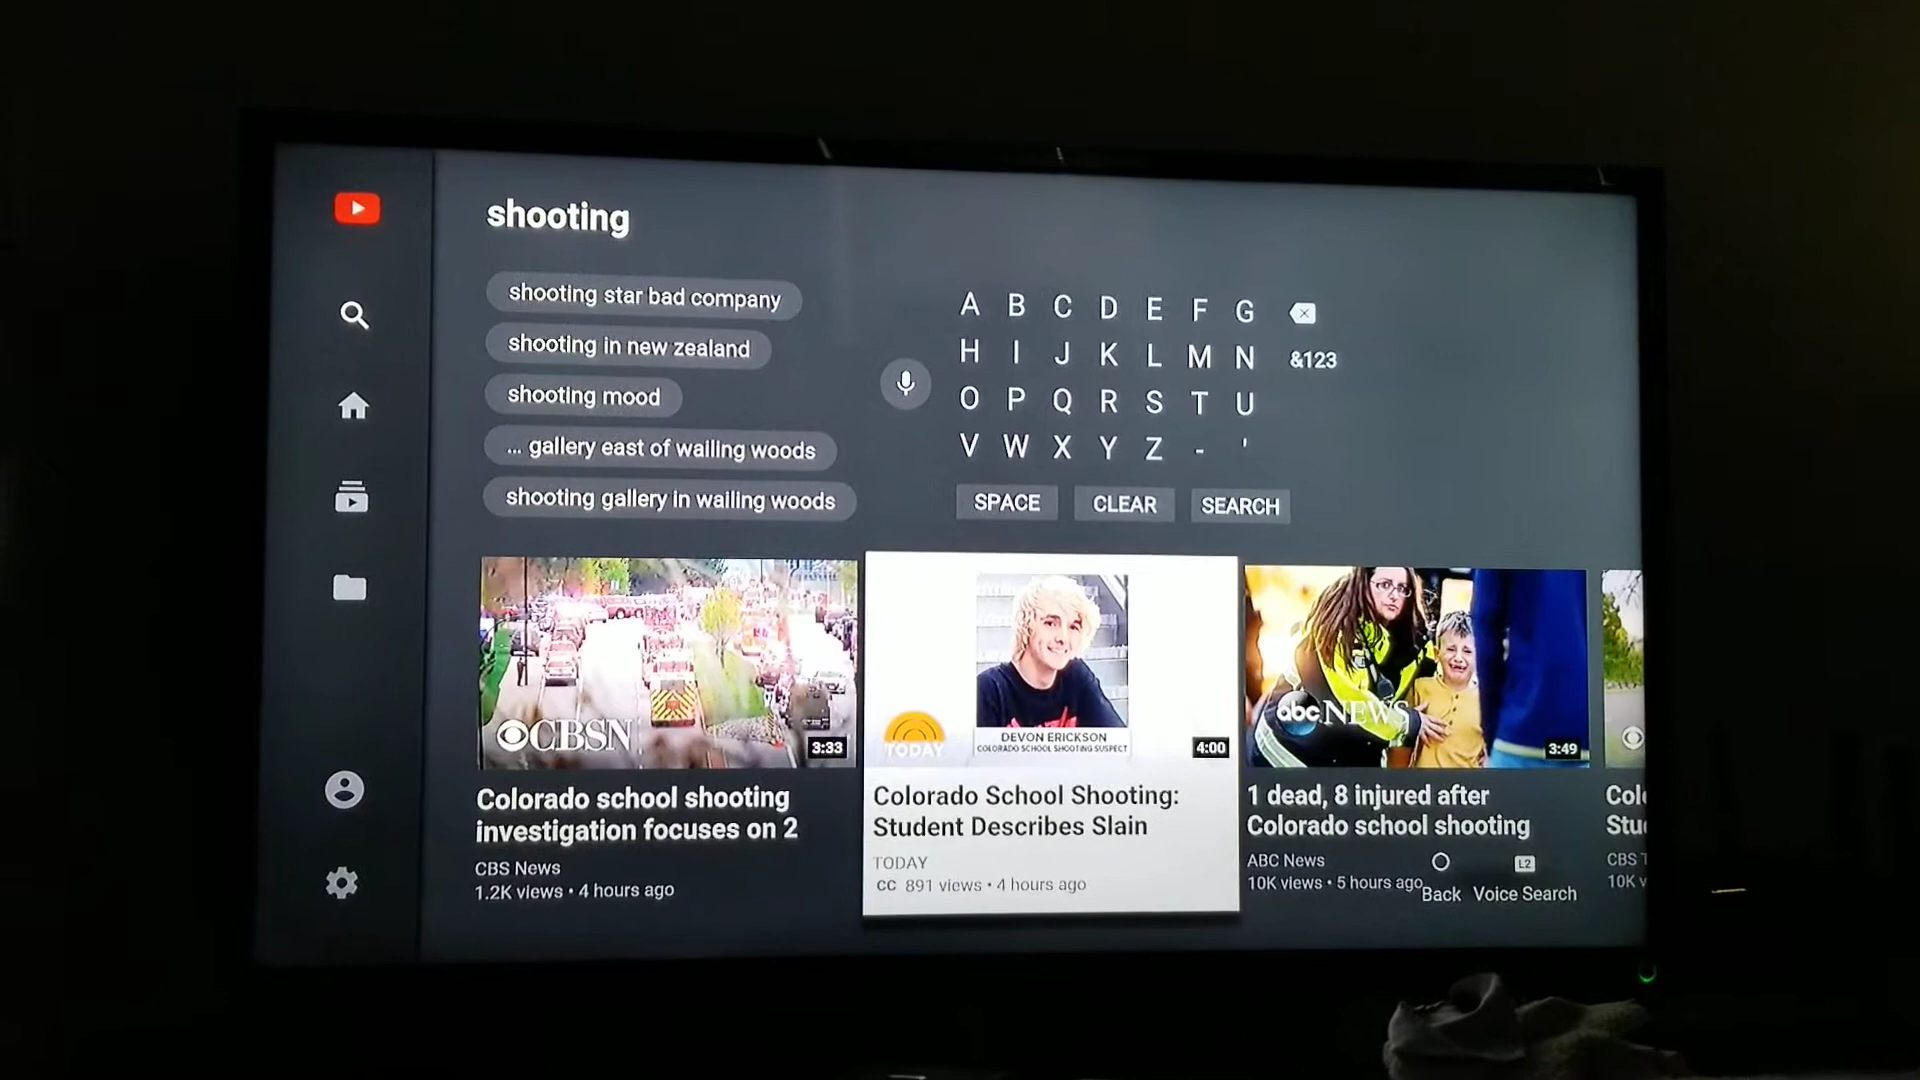 shooting
shooting star bad company
shooting in new zealand
shooting mood
... gallery east of wailing woods
shooting gallery in wailing woods
A B C D E F G
H I J K L M N &123
O P Q R S T U
V W X Y Z - '
SPACE CLEAR SEARCH
CBSN
3:33
Colorado school shooting
investigation focuses on 2
CBS News
1.2K views • 4 hours ago
TODAY
DEVON ERICKSON
COLORADO SCHOOL SHOOTING SUSPECT
4:00
Colorado School Shooting:
Student Describes Slain
TODAY
CC 891 views • 4 hours ago
abc NEWS
3:49
1 dead, 8 injured after
Colorado school shooting
ABC News
10K views • 5 hours ago
L2
Back Voice Search
CBS
10K